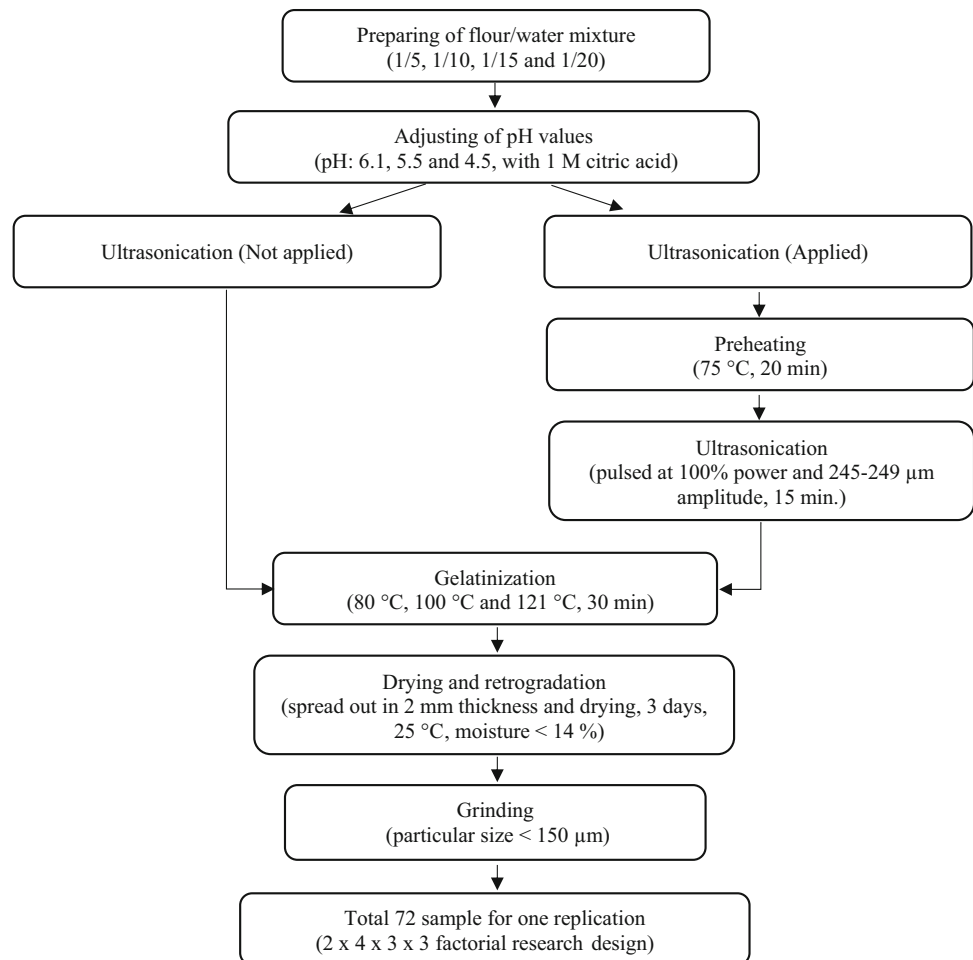 Preparing of flour/water mixture
(1/5, 1/10, 1/15 and 1/20)
Adjusting of pH values
(pH: 6.1, 5.5 and 4.5, with 1 M citric acid)
Ultrasonication (Not applied)
Ultrasonication (Applied)
Preheating
(75 °C, 20 min)
Ultrasonication
(pulsed at 100% power and 245-249 µm
amplitude, 15 min.)
Gelatinization
(80 °C, 100 °C and 121 °C, 30 min)
Drying and retrogradation
(spread out in 2 mm thickness and drying, 3 days,
25 °C, moisture < 14 %)
Grinding
(particular size < 150 µm)
Total 72 sample for one replication
(2 x 4 x 3 x 3 factorial research design)